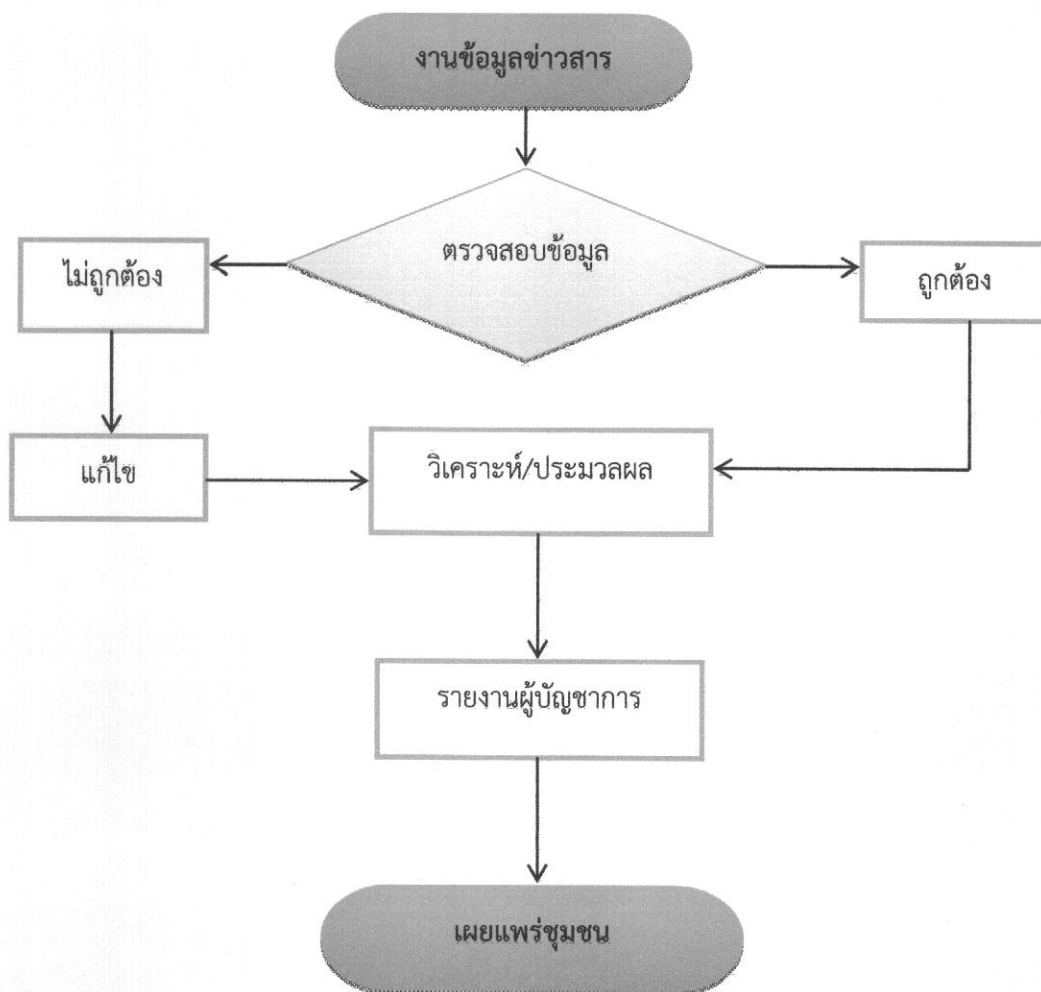 งานข้อมูลข่าวสาร
ตรวจสอบข้อมูล
ไม่ถูกต้อง
ถูกต้อง
แก้ไข
วิเคราะห์/ประมวลผล
รายงานผู้บัญชาการ
เผยแพร่ชุมชน